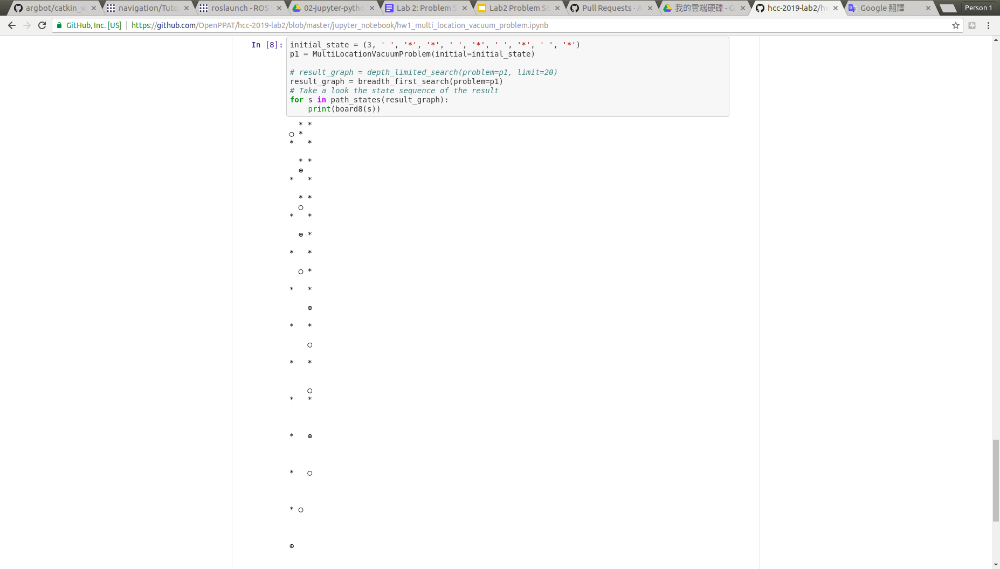 argbot/catkin_w
navigation/Tuto
roslaunch - ROS
02-jupyter-pytho
Lab 2: Problem S
Lab2 Problem So
Pull Requests · A
我的雲端硬碟 - G
hcc-2019-lab2/hw
Google 翻譯
Person 1
GitHub, Inc. [US] https://github.com/OpenPPAT/hcc-2019-lab2/blob/master/jupyter_notebook/hw1_multi_location_vacuum_problem.ipynb
In [8]: initial_state = (3, ' ', '*', '*', ' ', '*', ' ', '*', ' ', '*')
p1 = MultiLocationVacuumProblem(initial=initial_state)
# result_graph = depth_limited_search(problem=p1, limit=20)
result_graph = breadth_first_search(problem=p1)
# Take a look the state sequence of the result
for s in path_states(result_graph):
print(board8(s))
* *
○ *
*   *
* *
⊕
*   *
* *
○
*   *
⊕ *
*   *
○ *
*   *
⊕
*   *
○
*   *
○
*   *
*   ⊕
*   ○
* ○
⊕